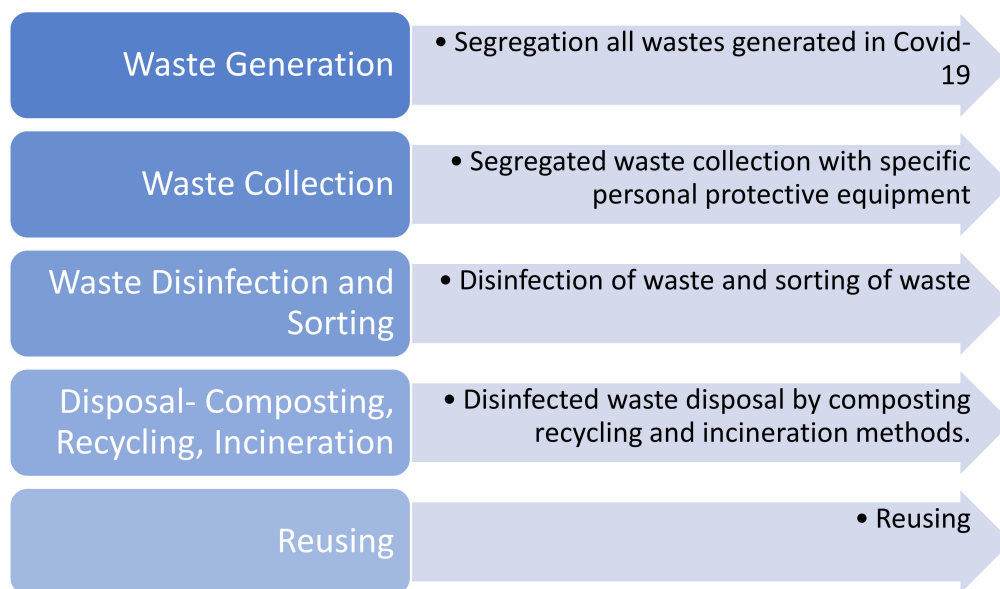 Waste Generation
• Segregation all wastes generated in Covid-
19
Waste Collection
• Segregated waste collection with specific
personal protective equipment
Waste Disinfection and
Sorting
• Disinfection of waste and sorting of waste
Disposal- Composting,
Recycling, Incineration
• Disinfected waste disposal by composting
recycling and incineration methods.
Reusing
• Reusing